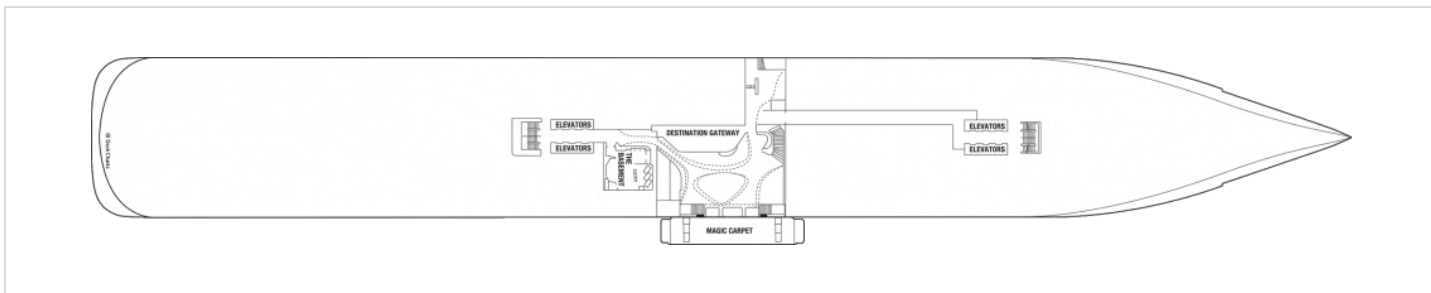 ELEVATORS
ELEVATORS
THE
BASEMENT
DESTINATION GATEWAY
MAGIC CARPET
ELEVATORS
ELEVATORS